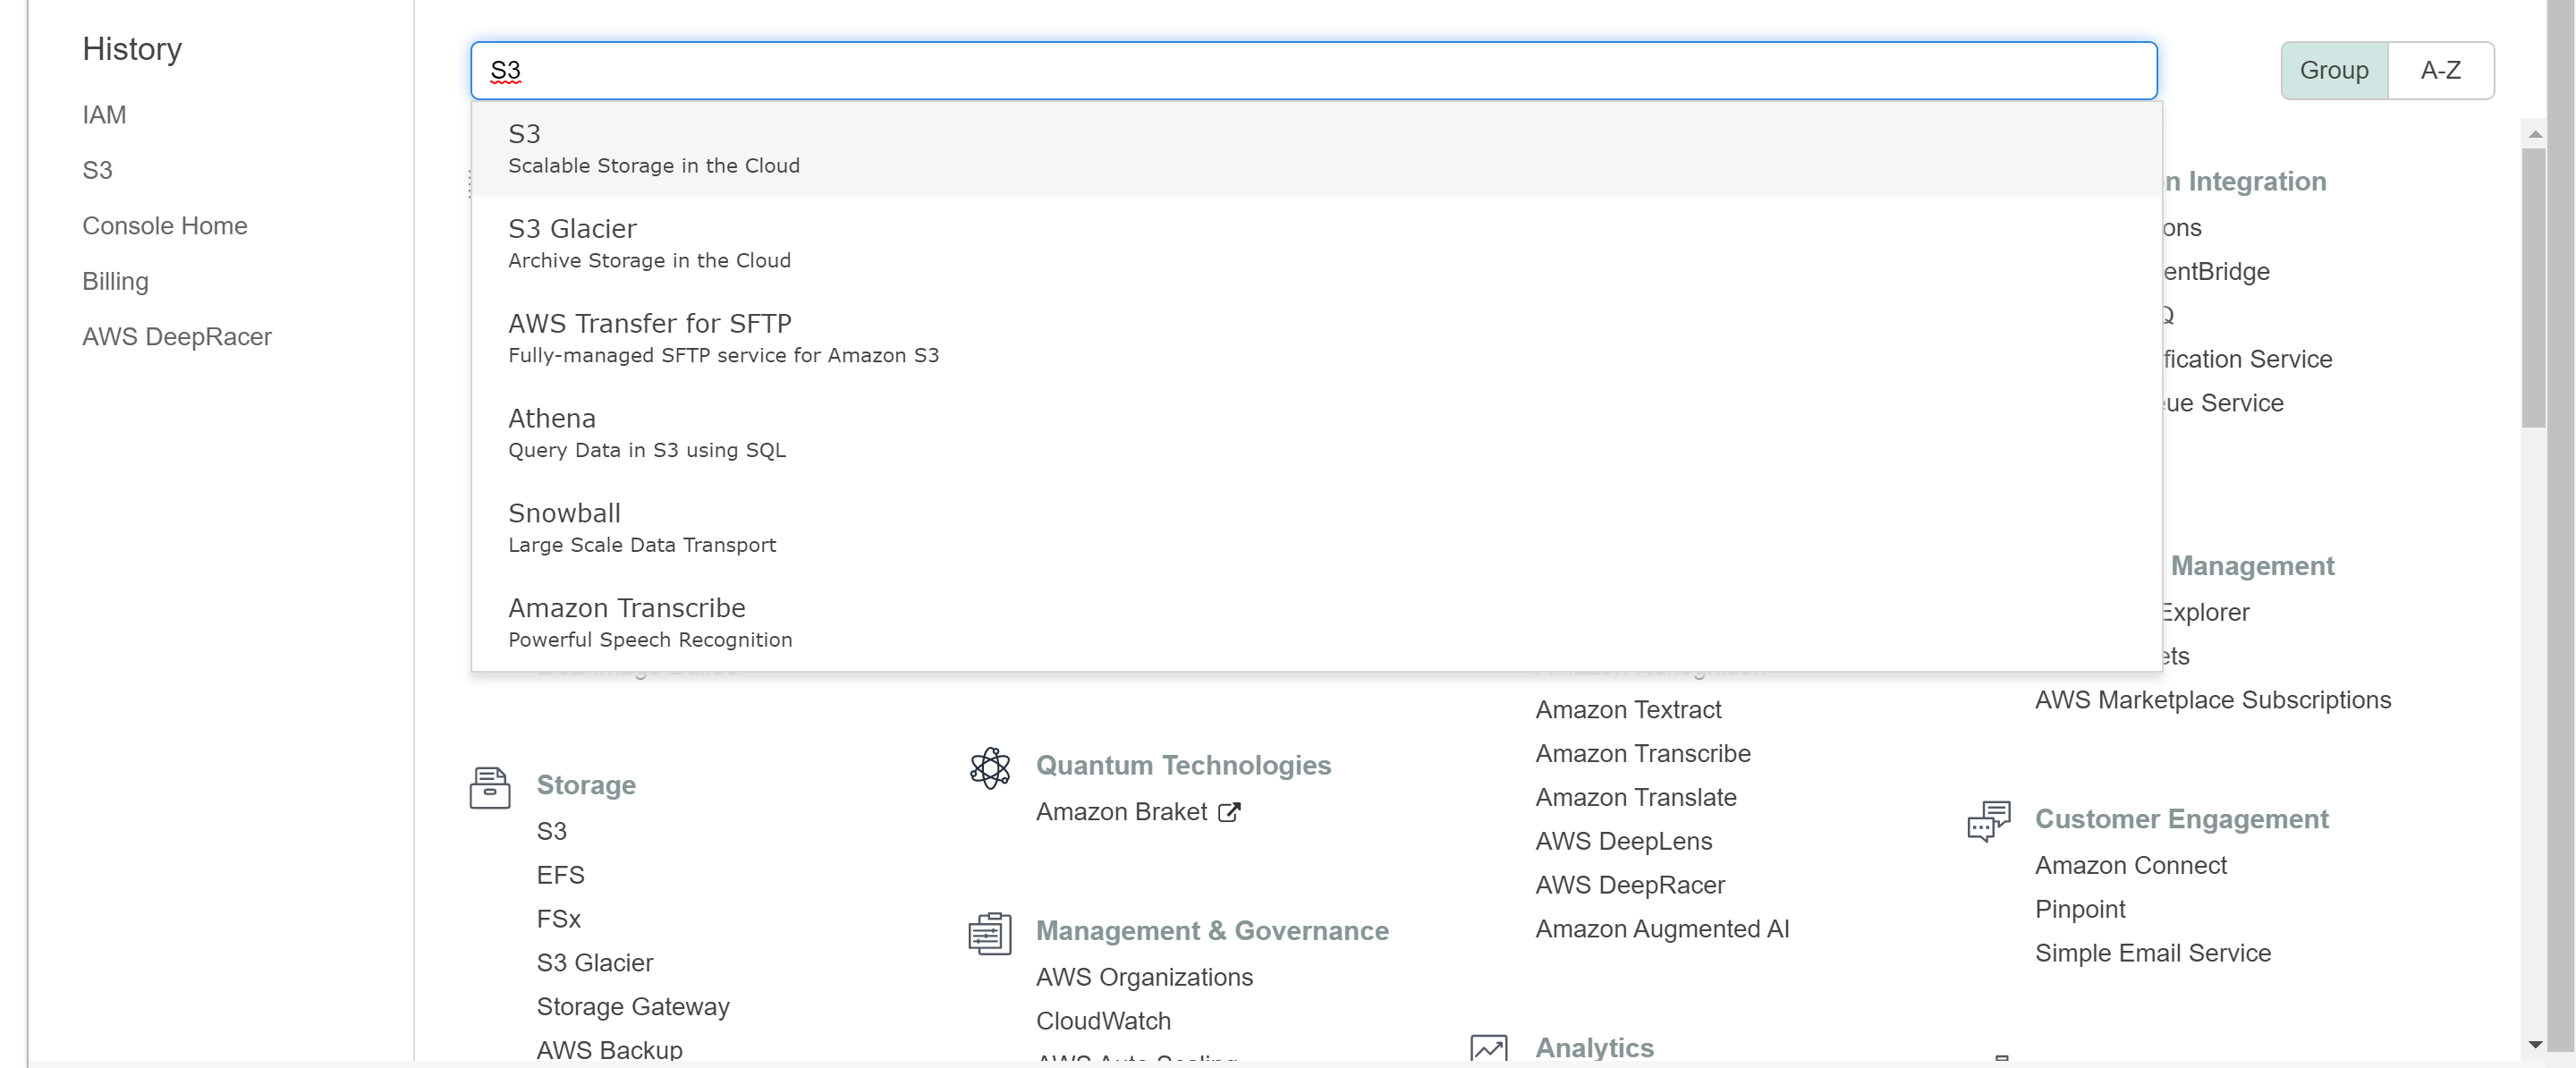 History
IAM
S3
Console Home
Billing
AWS DeepRacer
S3
Group
A-Z
S3
Scalable Storage in the Cloud
S3 Glacier
Archive Storage in the Cloud
AWS Transfer for SFTP
Fully-managed SFTP service for Amazon S3
Athena
Query Data in S3 using SQL
Snowball
Large Scale Data Transport
Amazon Transcribe
Powerful Speech Recognition
Storage
S3
EFS
FSx
S3 Glacier
Storage Gateway
AWS Backup
Quantum Technologies
Amazon Braket
Management & Governance
AWS Organizations
CloudWatch
AWS Auto Scaling
Amazon Textract
Amazon Transcribe
Amazon Translate
AWS DeepLens
AWS DeepRacer
Amazon Augmented AI
Analytics
n Integration
ons
entBridge
Q
fication Service
ue Service
Management
Explorer
ets
AWS Marketplace Subscriptions
Customer Engagement
Amazon Connect
Pinpoint
Simple Email Service